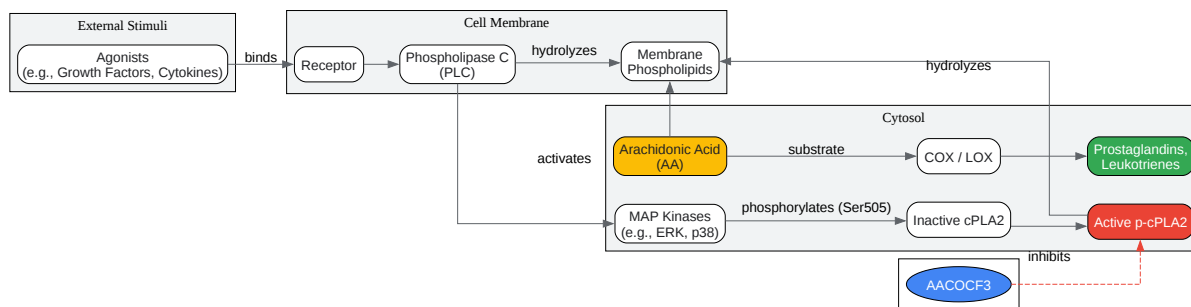 External Stimuli
Agonists
(e.g., Growth Factors, Cytokines)
binds
Cell Membrane
Receptor
Phospholipase C
(PLC)
hydrolyzes
Membrane
Phospholipids
hydrolyzes
activates
Cytosol
Arachidonic Acid
(AA)
substrate
COX / LOX
Prostaglandins,
Leukotrienes
MAP Kinases
(e.g., ERK, p38)
phosphorylates (Ser505)
Inactive cPLA2
Active p-cPLA2
inhibits
AACOCF3